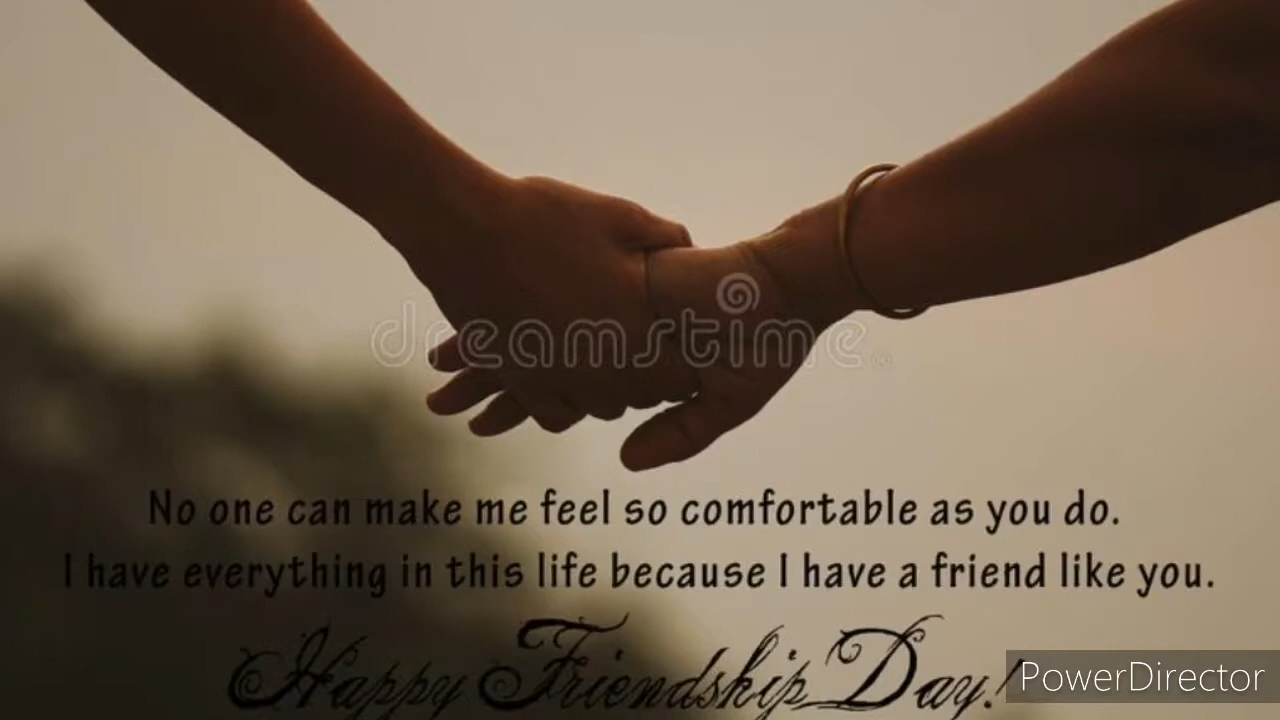 dreamstime
No one can make me feel so comfortable as you do.
I have everything in this life because I have a friend like you.
Happy Friendship Day!
PowerDirector